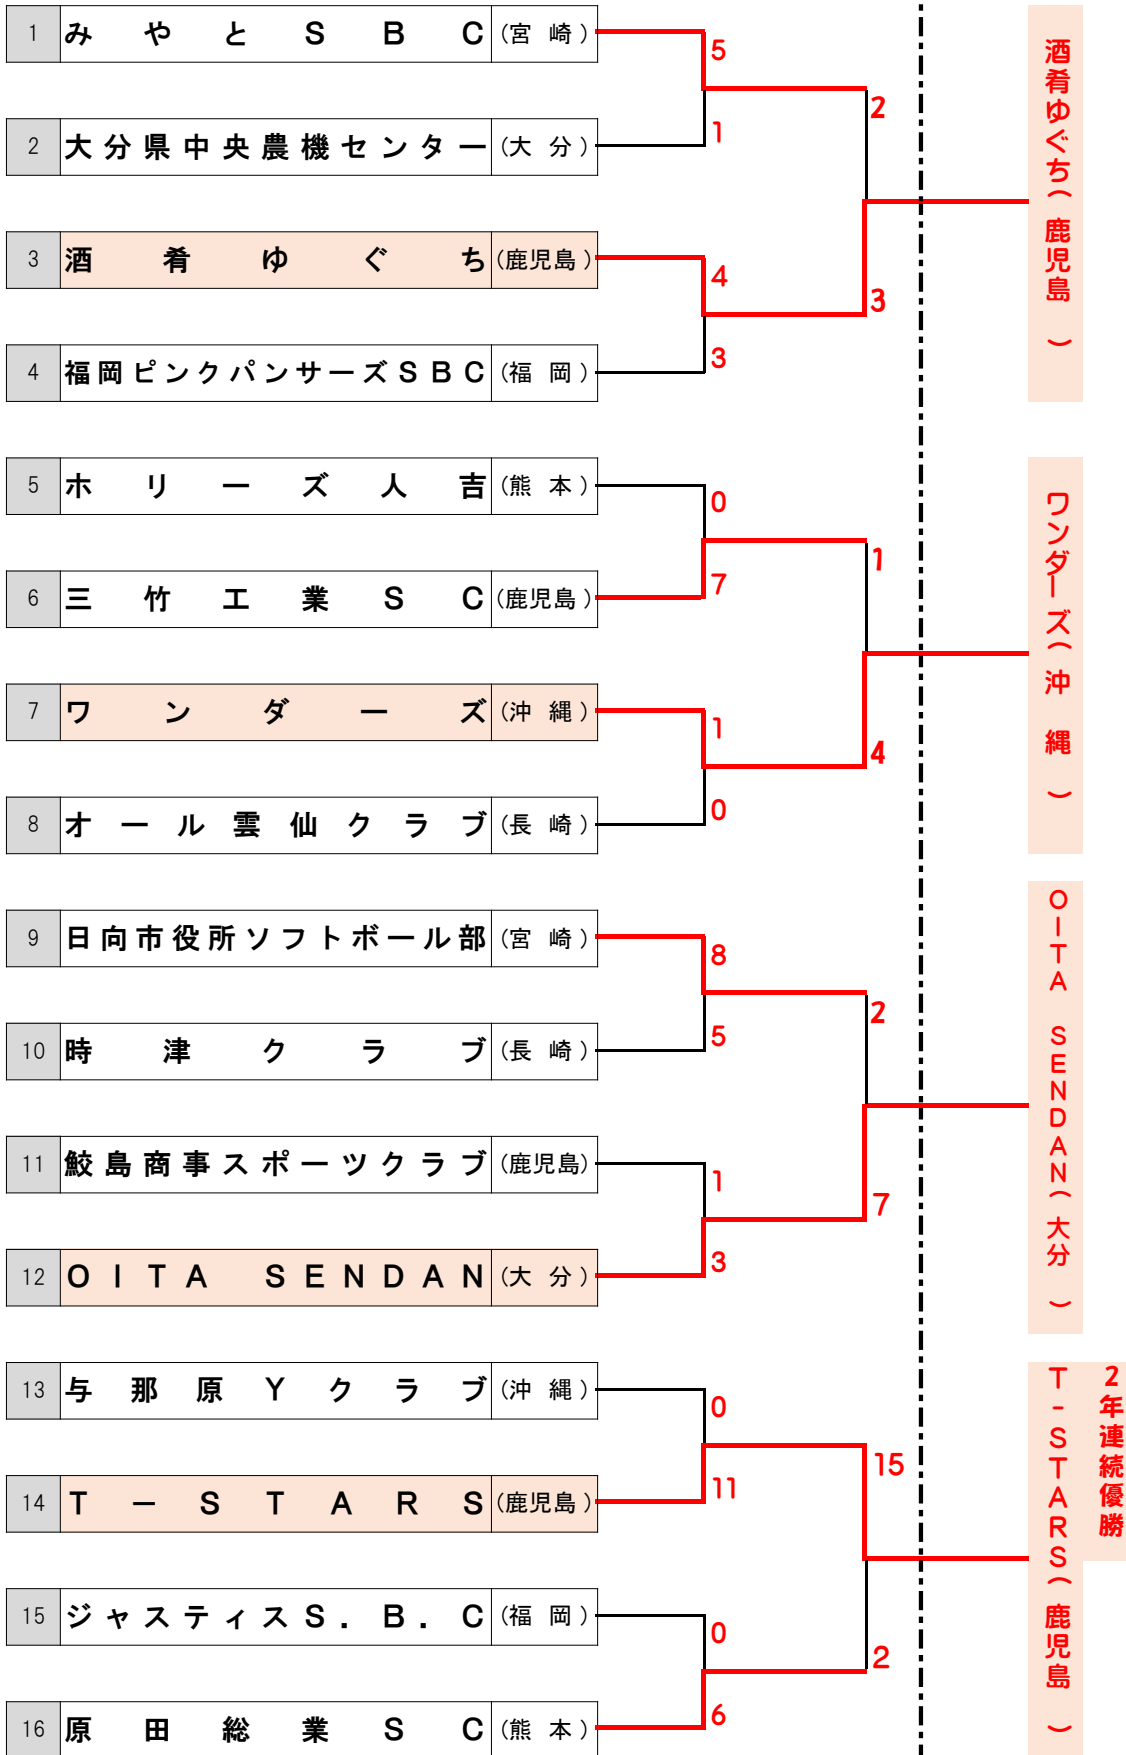 1 みやとSBC (宮崎)
5
2
1
2 大分県中央農機センター (大分)
3 酒肴ゆぐち (鹿児島)
4
3
3
4 福岡ピンクパンサーズSBC (福岡)
酒肴ゆぐち(鹿児島)
5 ホリーズ人吉 (熊本)
0
1
7
6 三竹工業SC (鹿児島)
7 ワンダーズ (沖縄)
1
4
0
8 オール雲仙クラブ (長崎)
ワンダーズ(沖縄)
9 日向市役所ソフトボール部 (宮崎)
8
2
5
10 時津クラブ (長崎)
11 鮫島商事スポーツクラブ (鹿児島)
1
7
3
12 OITA SENDAN (大分)
OITA SENDAN(大分)
13 与那原Yクラブ (沖縄)
0
15
11
14 T－STARS (鹿児島)
15 ジャスティスS．B．C (福岡)
0
2
6
16 原田総業SC (熊本)
2年連続優勝
T-STARS(鹿児島)